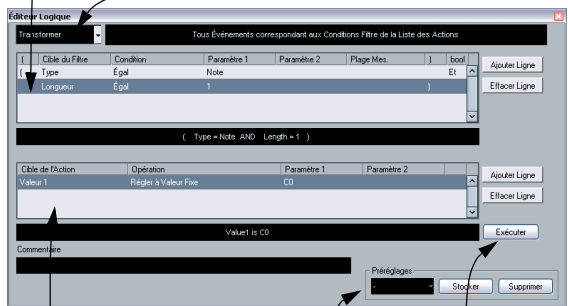 Éditeur Logique
Transformer
Tous Événements correspondant aux Conditions Filtre de la Liste des Actions
( Cible du Filtre Condition Paramètre 1 Paramètre 2 Plage Mes. ) bool
( Type Égal Note Et
Longueur Égal 1 )
Ajouter Ligne
Effacer Ligne
( Type = Note AND Length = 1 )
Cible de l'Action Opération Paramètre 1 Paramètre 2
Valeur 1 Régler à Valeur Fixe C0
Ajouter Ligne
Effacer Ligne
Value1 is C0
Exécuter
Commentaire
Préréglages
- Stocker Supprimer